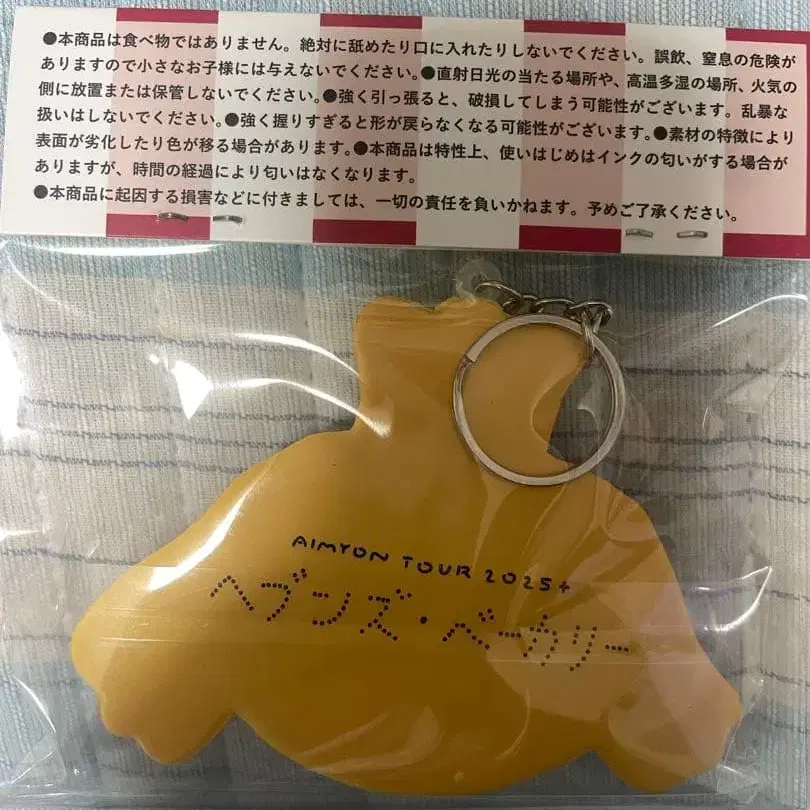 ●本商品は食べ物ではありません。絶対に舐めたり口に入れたりしないでください。誤飲、窒息の危険が
ありますので小さなお子様には与えないでください。●直射日光の当たる場所や、高温多湿の場所、火気の
側に放置または保管しないでください。●強く引っ張ると、破損してしまう可能性がございます。乱暴な
扱いはしないでください。●強く握りすぎると形が戻らなくなる可能性がございます。●素材の特徴により
表面が劣化したり色が移る場合があります。●本商品は特性上、使いはじめはインクの匂いがする場合が
ありますが、時間の経過により匂いはなくなります。
●本商品に起因する損害などに付きましては、一切の責任を負いかねます。予めご了承ください。
AIMYON TOUR 2025+
ヘブンズ・ベーカリー